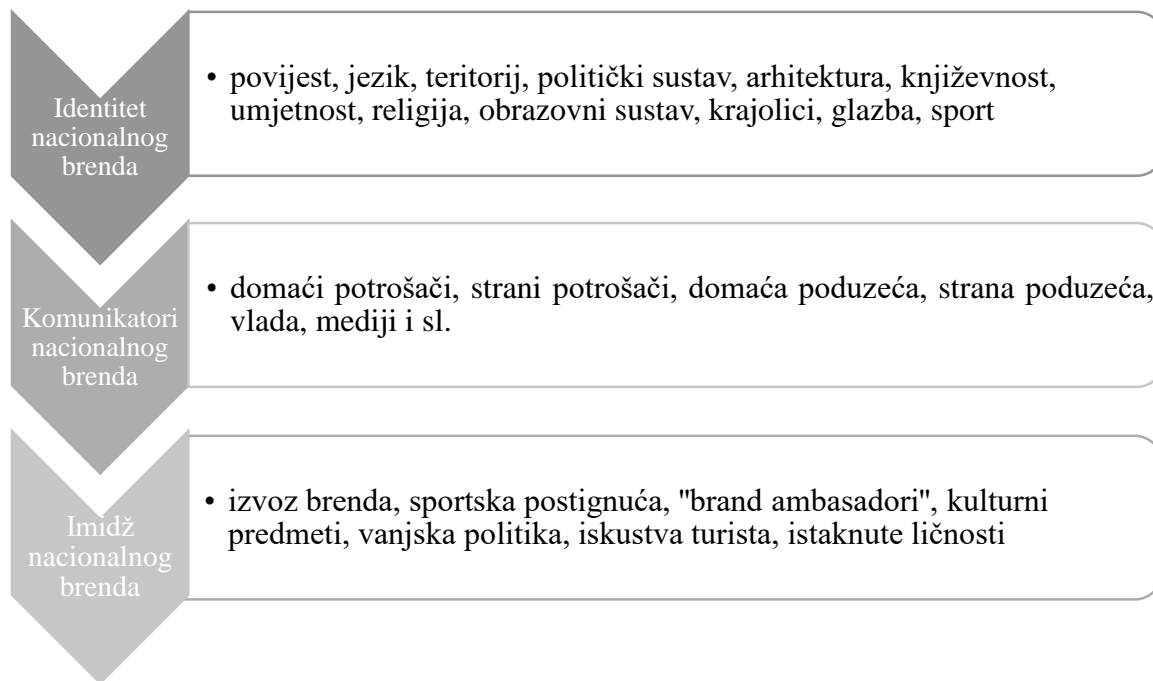 Identitet
nacionalnog
brenda
• povijest, jezik, teritorij, politički sustav, arhitektura, književnost,
umjetnost, religija, obrazovni sustav, krajolici, glazba, sport
Komunikatori
nacionalnog
brenda
• domaći potrošači, strani potrošači, domaća poduzeća, strana poduzeća,
vlada, mediji i sl.
Imidž
nacionalnog
brenda
• izvoz brenda, sportska postignuća, "brand ambasadori", kulturni
predmeti, vanjska politika, iskustva turista, istaknute ličnosti